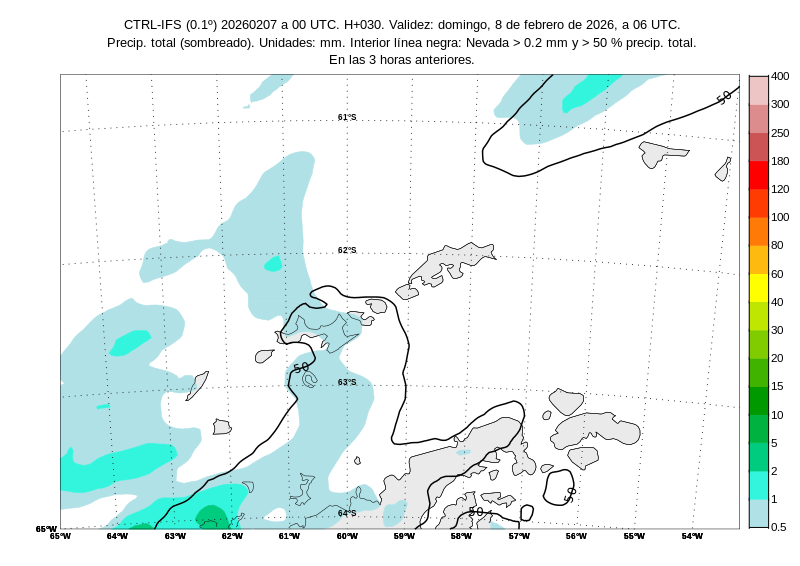 CTRL-IFS (0.1º) 20260207 a 00 UTC. H+030. Validez: domingo, 8 de febrero de 2026, a 06 UTC.
Precip. total (sombreado). Unidades: mm. Interior línea negra: Nevada > 0.2 mm y > 50 % precip. total.
En las 3 horas anteriores.
400
50
300
61°S
250
180
120
100
62°S
80
60
40
30
50
63°S
20
15
10
5
2
50
1
50
64°S
65°W
0.5
65°W 64°W 63°W 62°W 61°W 60°W 59°W 58°W 57°W 56°W 55°W 54°W